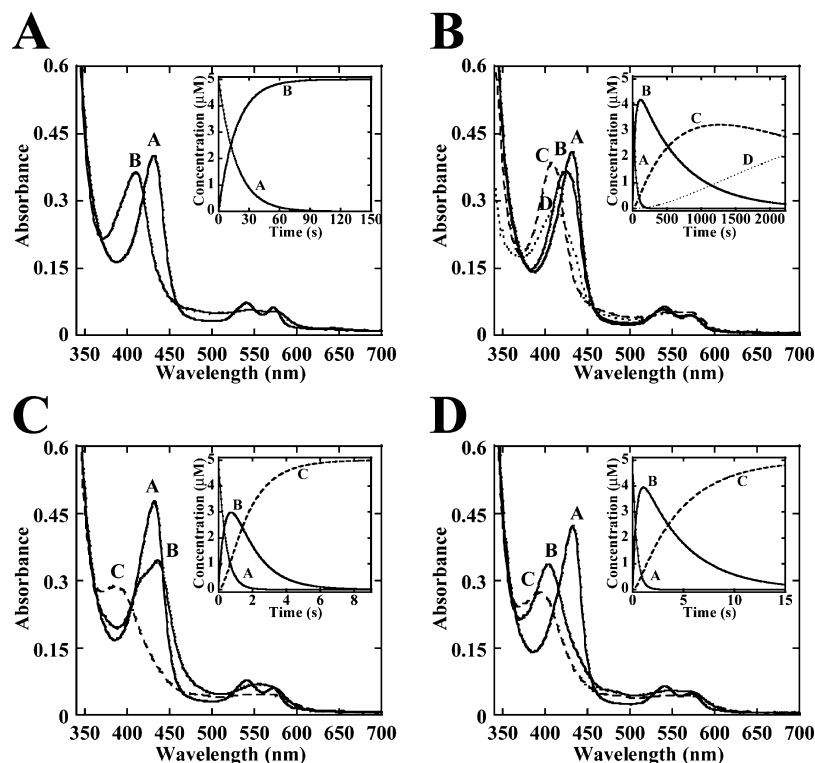 A
0.6
0.45
0.3
0.15
0
Absorbance
350 400 450 500 550 600 650 700
Wavelength (nm)
B A
5
4
3
2
1
0
Concentration (μM)
0 30 60 90 120 150
Time (s)
B
A
B
0.6
0.45
0.3
0.15
0
Absorbance
350 400 450 500 550 600 650 700
Wavelength (nm)
C B A
D
5
4
3
2
1
0
Concentration (μM)
0 500 1000 1500 2000
Time (s)
B
C
A
D
C
0.6
0.45
0.3
0.15
0
Absorbance
350 400 450 500 550 600 650 700
Wavelength (nm)
A
B
C
5
4
3
2
1
0
Concentration (μM)
0 2 4 6 8
Time (s)
C
B
A
D
0.6
0.45
0.3
0.15
0
Absorbance
350 400 450 500 550 600 650 700
Wavelength (nm)
A
B
C
5
4
3
2
1
0
Concentration (μM)
0 5 10 15
Time (s)
B
C
A